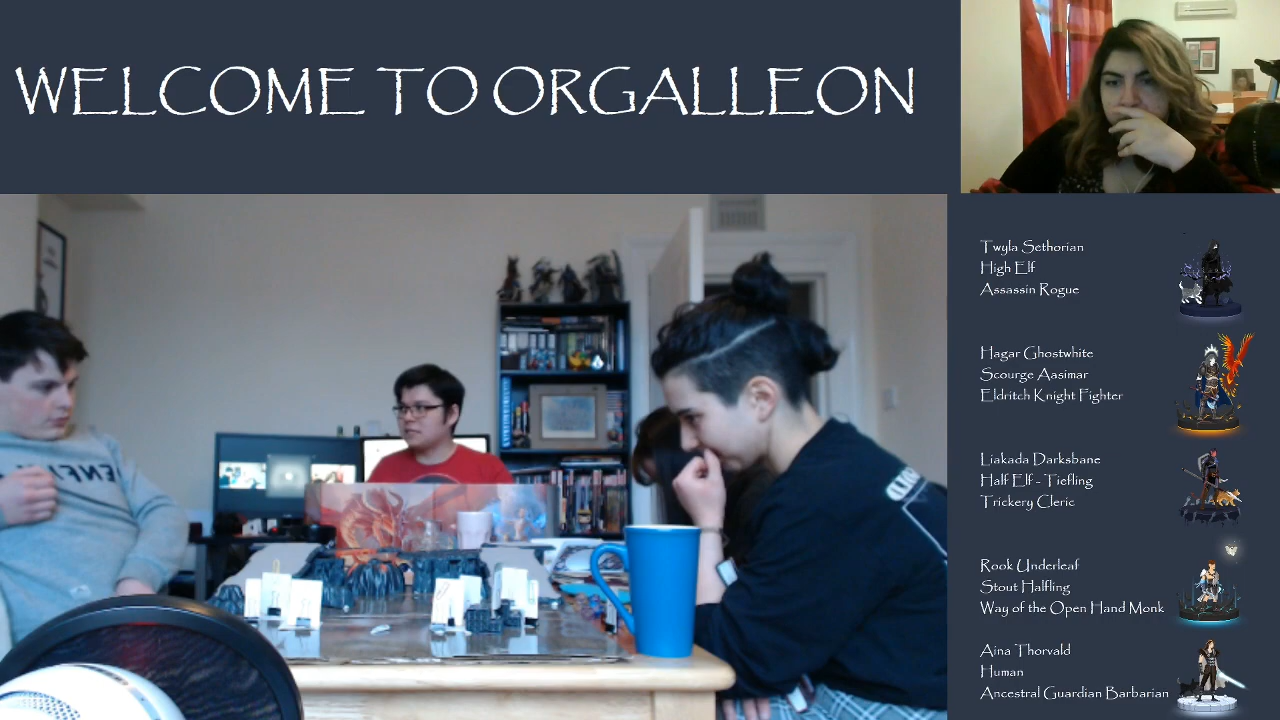 WELCOME TO ORGALLEON
Twyla Sethorian
High Elf
Assassin Rogue
Hagar Ghostwhite
Scourge Aasimar
Eldritch Knight Fighter
Liakada Darksbane
Half Elf - Tiefling
Trickery Cleric
Rook Underleaf
Stout Halfling
Way of the Open Hand Monk
Aina Thorvald
Human
Ancestral Guardian Barbarian